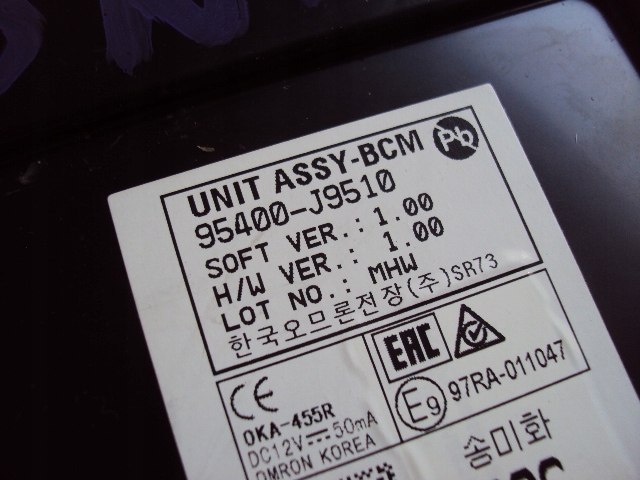 UNIT ASSY-BCM Pb
95400-J9510
SOFT VER.: 1.00
H/W VER.: 1.00
LOT NO.: MHW
한국오므론전장(주)SR73
CE EAC
OKA-455R E9 97RA-011047
DC12V 50mA
OMRON KOREA 송미화